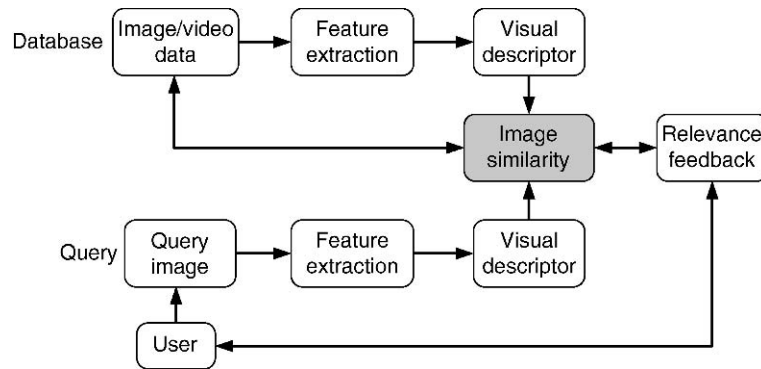 Database
Image/video
data
Feature
extraction
Visual
descriptor
Image
similarity
Relevance
feedback
Query
Query
image
Feature
extraction
Visual
descriptor
User